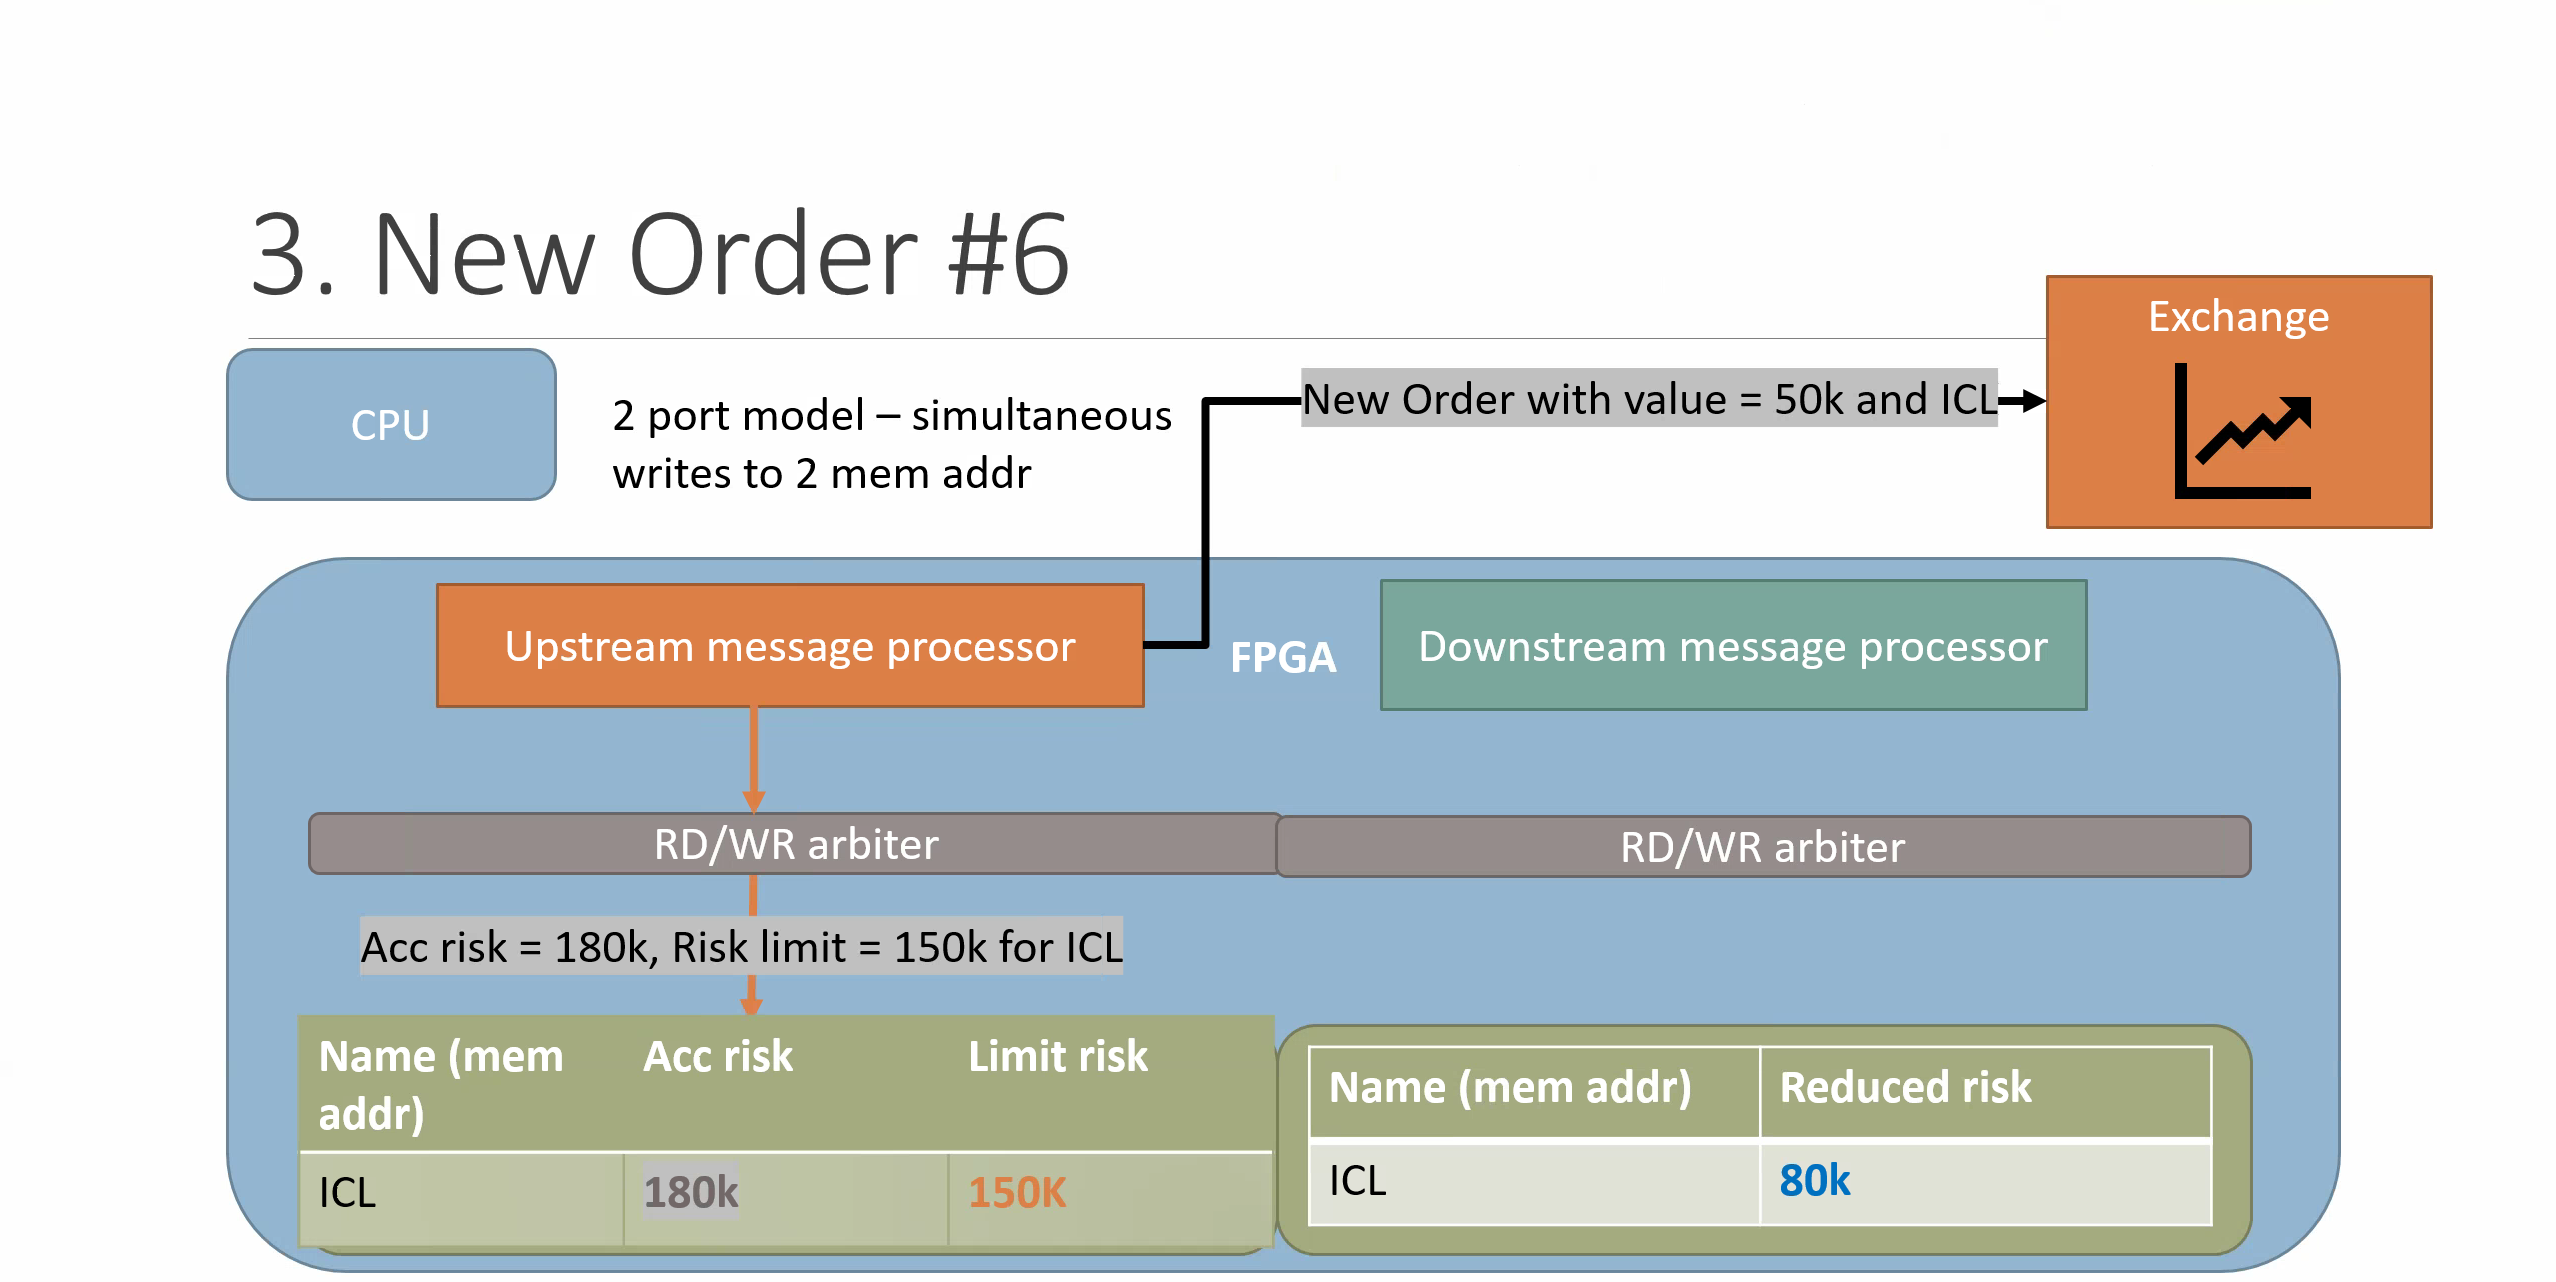 3. New Order #6
Exchange
CPU
2 port model – simultaneous
writes to 2 mem addr
New Order with value = 50k and ICL
Upstream message processor
FPGA
Downstream message processor
RD/WR arbiter
RD/WR arbiter
Acc risk = 180k, Risk limit = 150k for ICL
Name (mem
addr)
Acc risk
Limit risk
ICL
180k
150K
Name (mem addr)
Reduced risk
ICL
80k